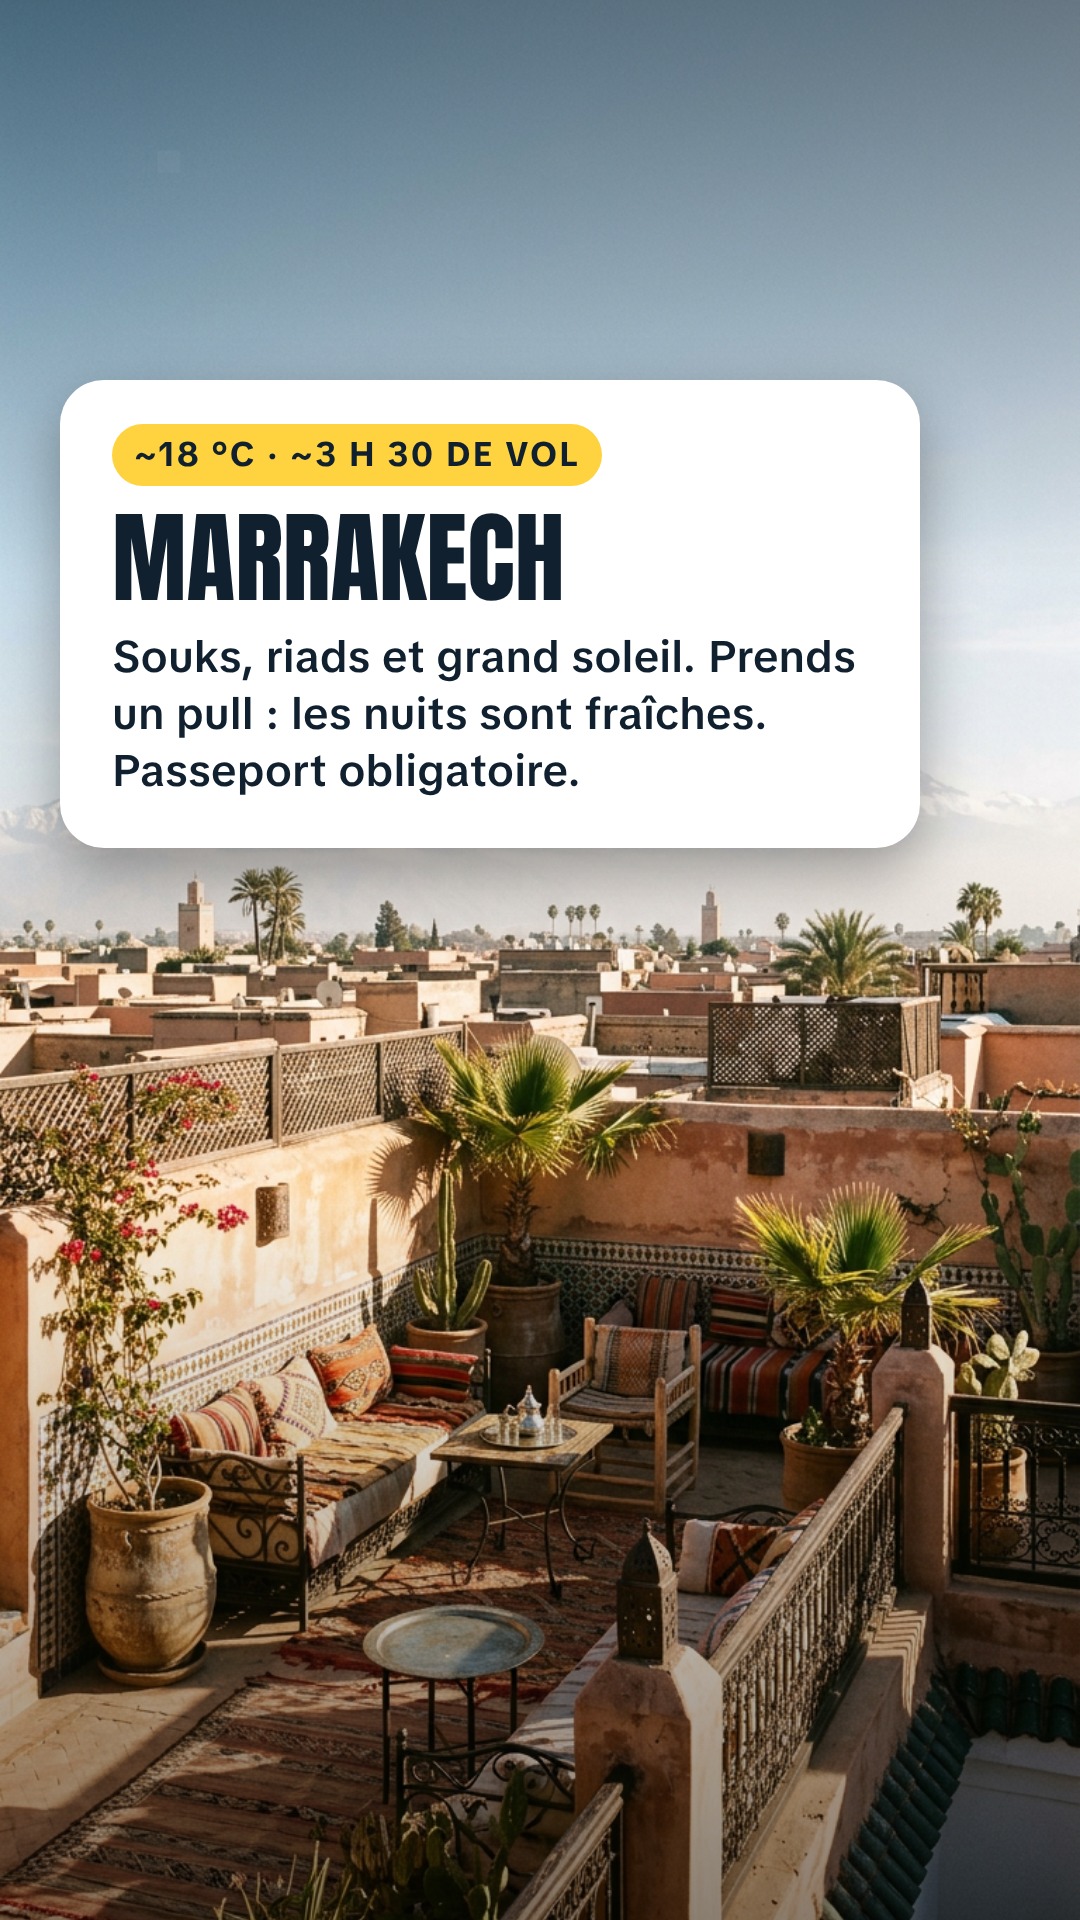 ~18 °C · ~3 H 30 DE VOL
MARRAKECH
Souks, riads et grand soleil. Prends
un pull : les nuits sont fraîches.
Passeport obligatoire.